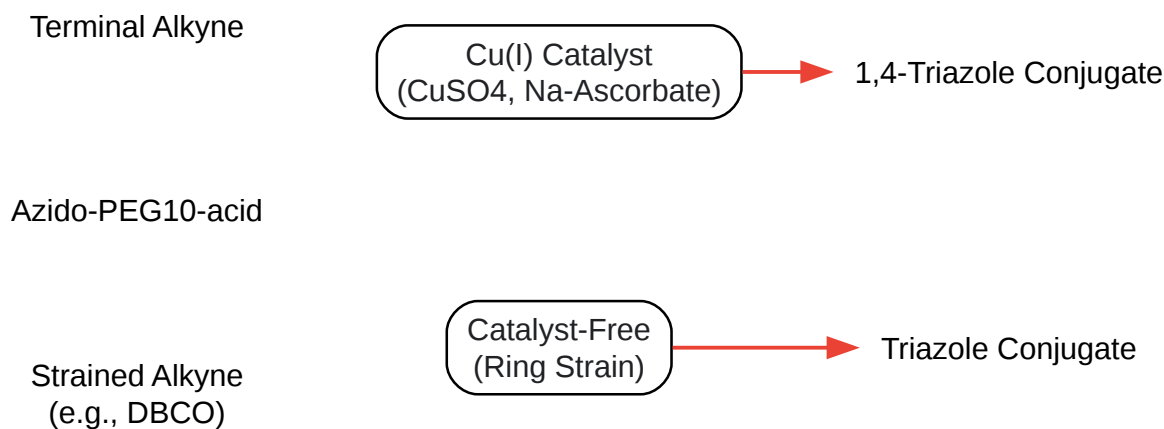 Terminal Alkyne
Cu(I) Catalyst
(CuSO4, Na-Ascorbate)
1,4-Triazole Conjugate
Azido-PEG10-acid
Catalyst-Free
(Ring Strain)
Triazole Conjugate
Strained Alkyne
(e.g., DBCO)